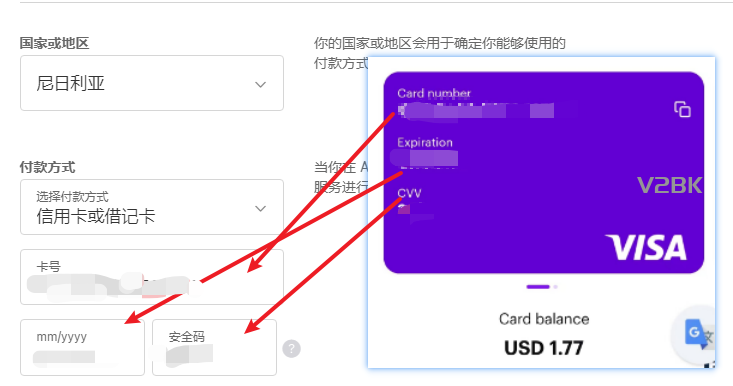 国家或地区
尼日利亚
你的国家或地区会用于确定你能够使用的
付款方式
付款方式
选择付款方式
信用卡或借记卡
当你在 A
服务进行
卡号
mm/yyyy
安全码
?
Card number
Expiration
CVV
V2BK
VISA
Card balance
USD 1.77
G